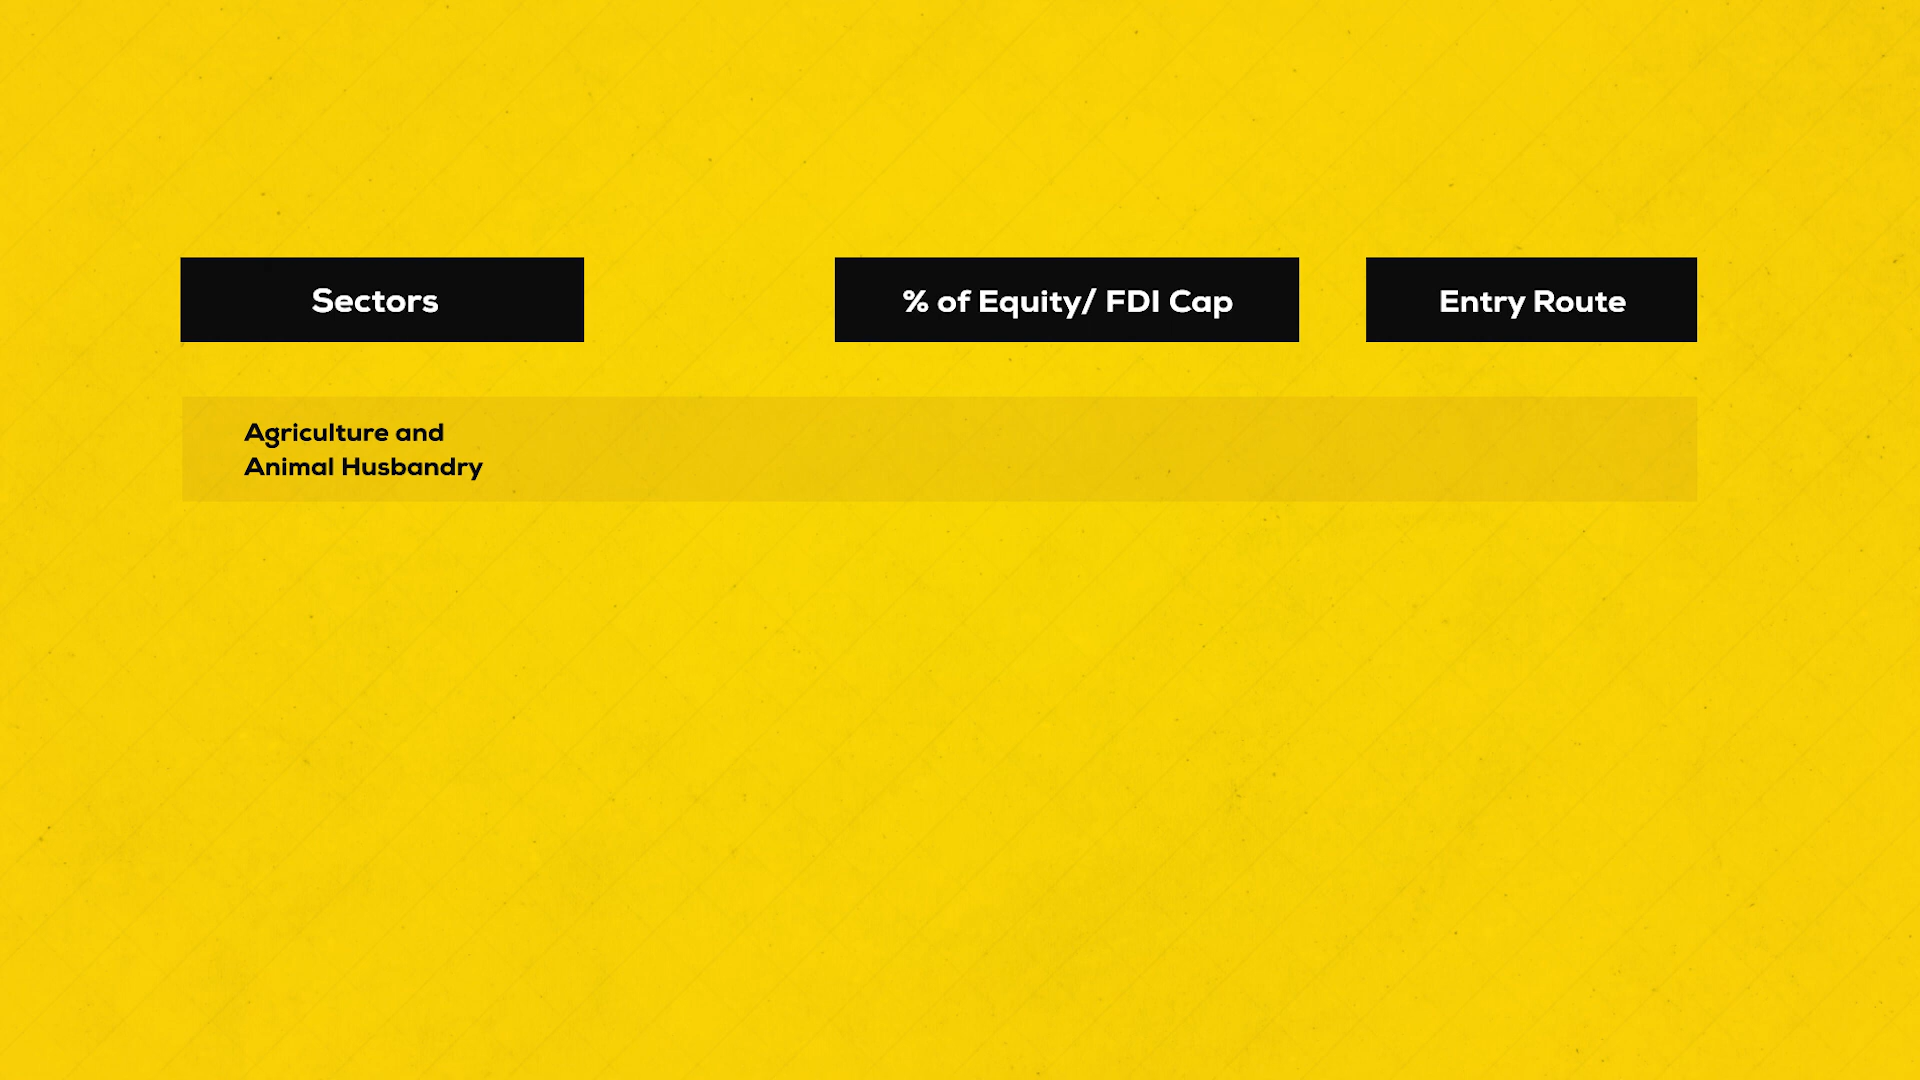 Sectors
% of Equity/ FDI Cap
Entry Route
Agriculture and
Animal Husbandry